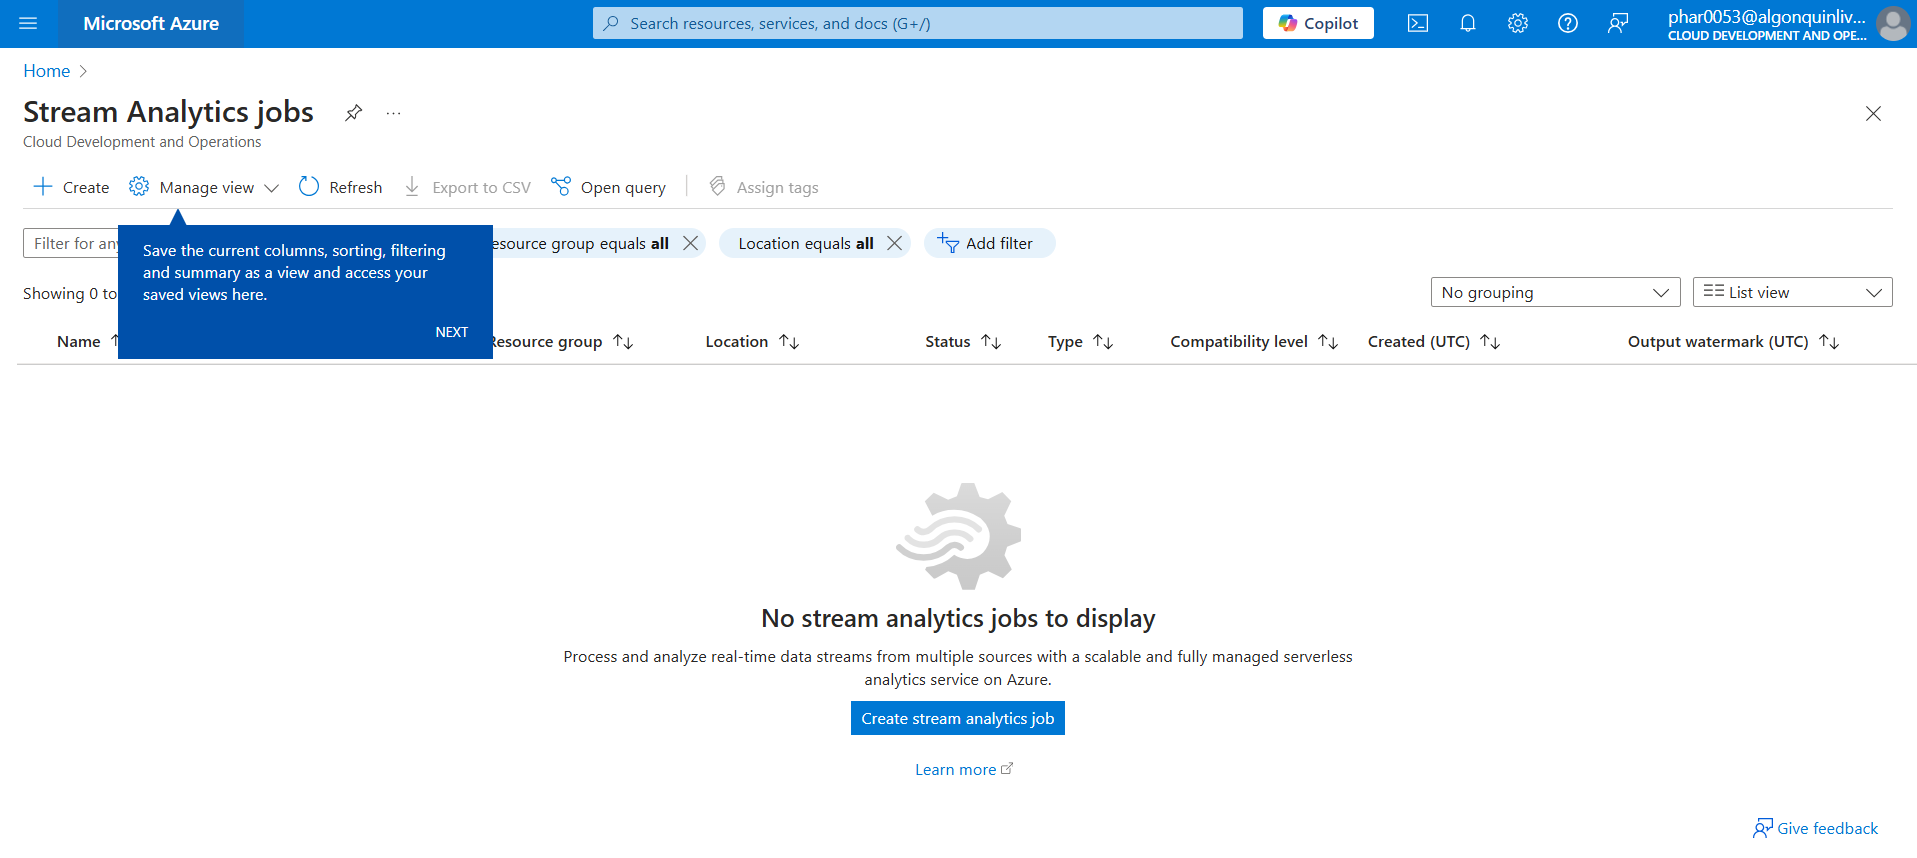 Microsoft Azure
Search resources, services, and docs (G+/)
Copilot
phar0053@algonquinliv...
CLOUD DEVELOPMENT AND OPE...
Home
Stream Analytics jobs
...
Cloud Development and Operations
Create
Manage view
Refresh
Export to CSV
Open query
Assign tags
Filter for any
Save the current columns, sorting, filtering
and summary as a view and access your
saved views here.
NEXT
esource group equals all
Location equals all
Add filter
Showing 0 to
No grouping
List view
Name
Resource group
Location
Status
Type
Compatibility level
Created (UTC)
Output watermark (UTC)
No stream analytics jobs to display
Process and analyze real-time data streams from multiple sources with a scalable and fully managed serverless
analytics service on Azure.
Create stream analytics job
Learn more
Give feedback